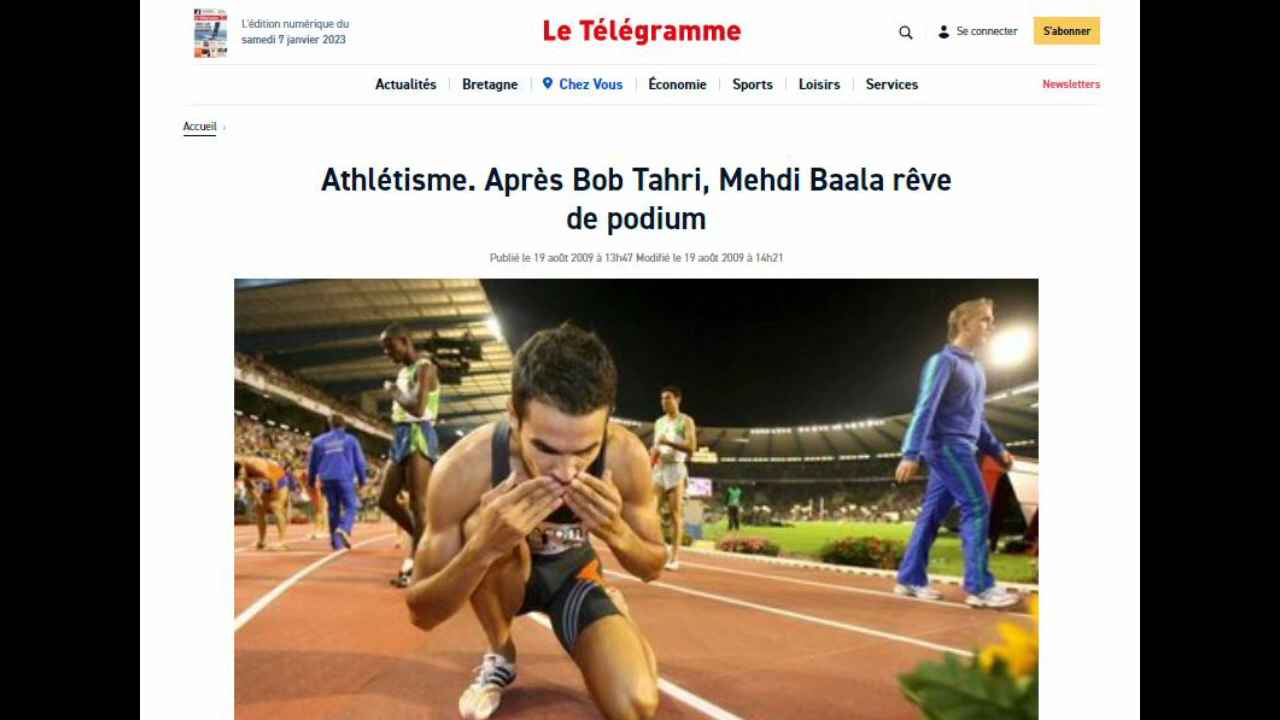 L'édition numérique du
samedi 7 janvier 2023
Le Télégramme
Se connecter
S'abonner
Actualités
Bretagne
Chez Vous
Économie
Sports
Loisirs
Services
Newsletters
Accueil ›
Athlétisme. Après Bob Tahri, Mehdi Baala rêve
de podium
Publié le 19 août 2009 à 13h47 Modifié le 19 août 2009 à 14h21